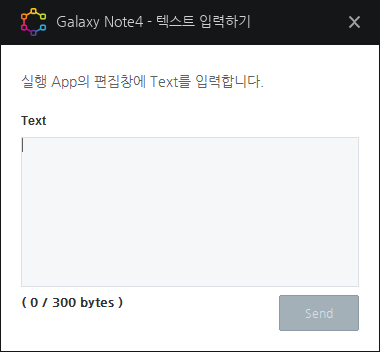 Galaxy Note4 - 텍스트 입력하기
실행 App의 편집창에 Text를 입력합니다.
Text
( 0 / 300 bytes )
Send